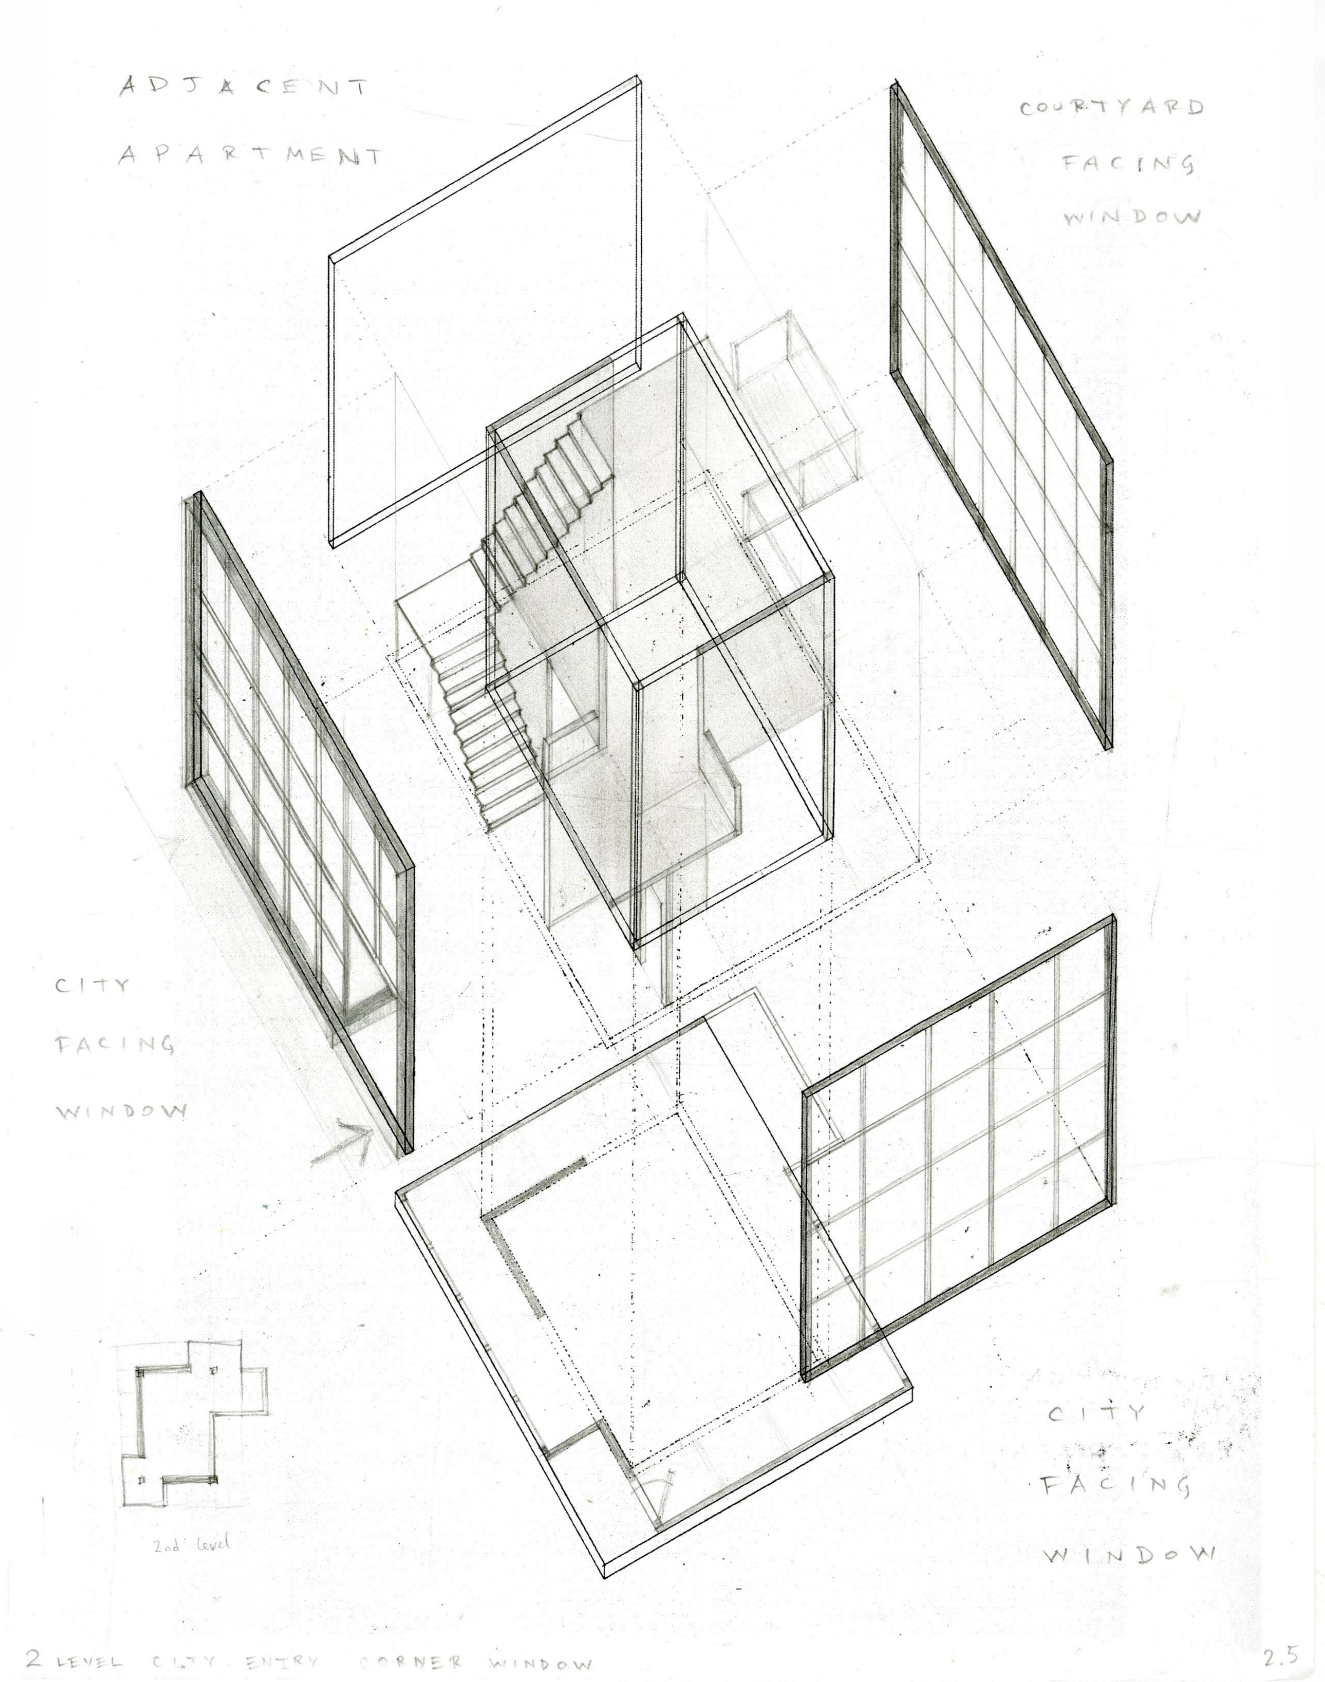 ADJACENT
APARTMENT
COURTYARD
FACING
WINDOW
CITY
FACING
WINDOW
CITY
FACING
WINDOW
2nd level
2 LEVEL CITY ENTRY CORNER WINDOW
2.5